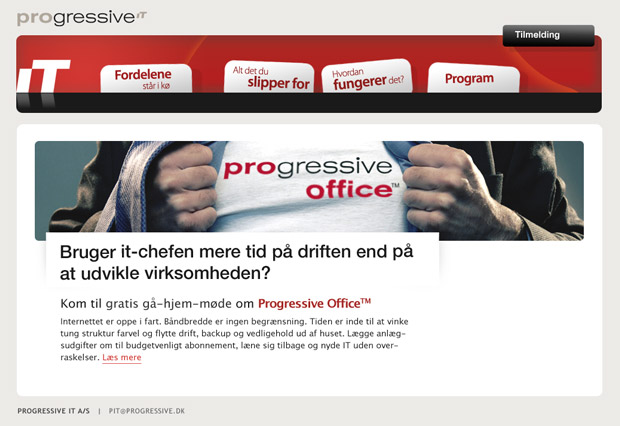 progressive IT
Tilmelding
IT
Fordelene
står i kø
Alt det du
slipper for
Hvordan
fungerer det?
Program
progressive
office™
Bruger it-chefen mere tid på driften end på
at udvikle virksomheden?
Kom til gratis gå-hjem-møde om Progressive Office™
Internettet er oppe i fart. Båndbredde er ingen begrænsning. Tiden er inde til at vinke
tung struktur farvel og flytte drift, backup og vedligehold ud af huset. Lægge anlæg-
sudgifter om til budgetvenligt abonnement, læne sig tilbage og nyde IT uden over-
raskelser. Læs mere
PROGRESSIVE IT A/S | PIT@PROGRESSIVE.DK